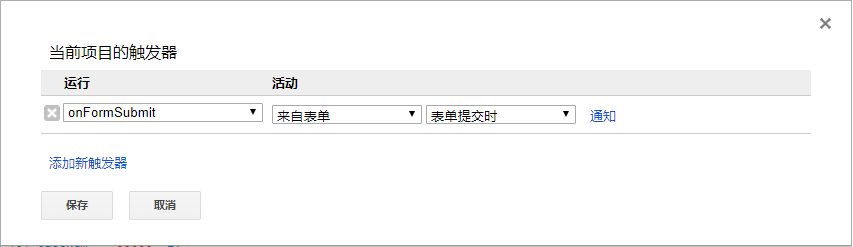 当前项目的触发器
运行 活动
onFormSubmit 来自表单 表单提交时 通知
添加新触发器
保存 取消